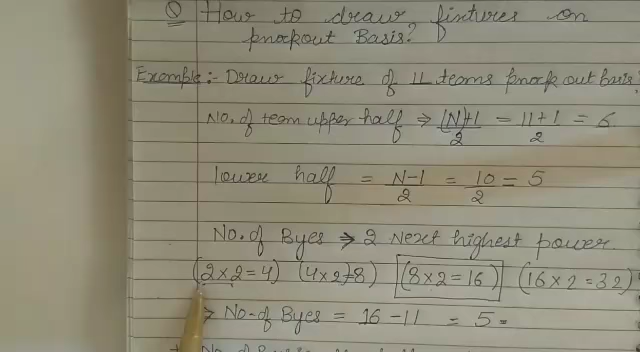 Q How to draw fixtures on
knockout Basis?
Example:- Draw fixture of 11 teams knock out basis?
No. of team upper half ⇒ (N)+1/2 = 11+1/2 = 6
lower half = N-1/2 = 10/2 = 5
No. of Byes ⇒ 2 Next highest power
(2×2=4) (4×2=8) (8×2=16) (16×2=32)
→ No-of Byes = 16-11 = 5.